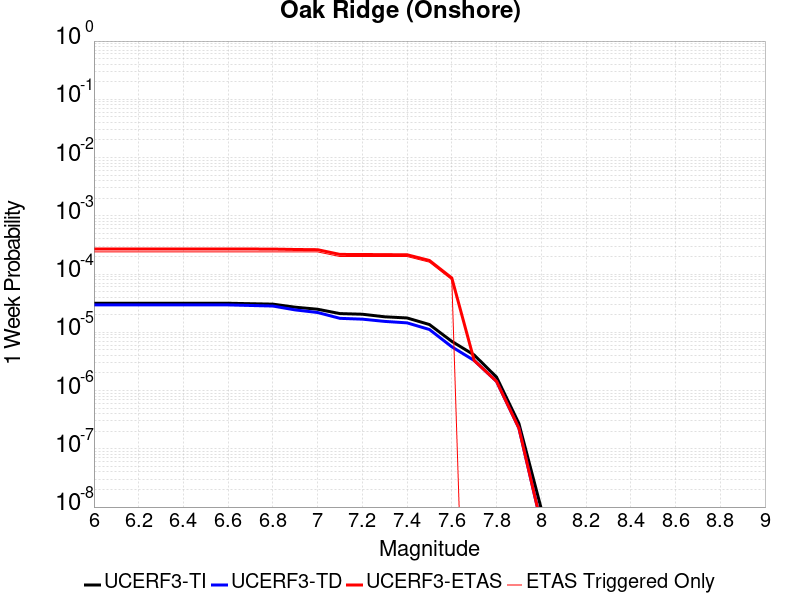 Oak Ridge (Onshore)
10^0
10^-1
10^-2
10^-3
10^-4
10^-5
10^-6
10^-7
10^-8
1 Week Probability
6 6.2 6.4 6.6 6.8 7 7.2 7.4 7.6 7.8 8 8.2 8.4 8.6 8.8 9
Magnitude
UCERF3-TI UCERF3-TD UCERF3-ETAS ETAS Triggered Only